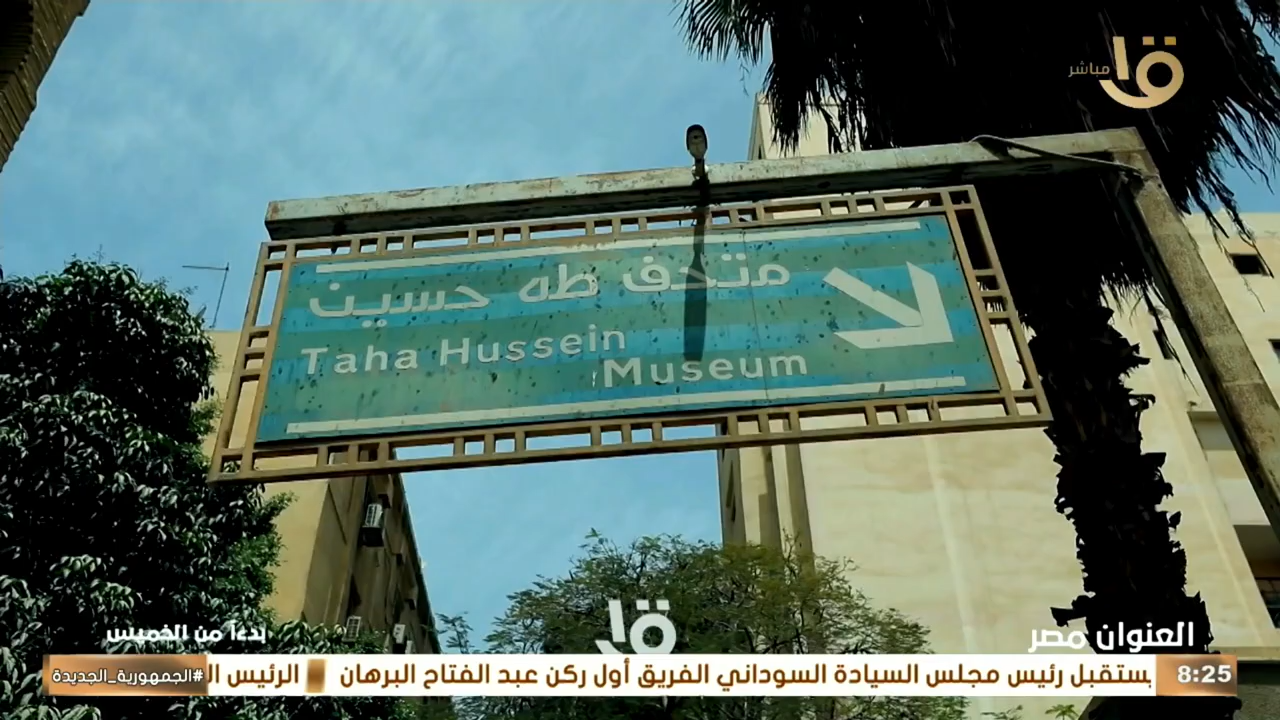 مباشر
متحف طه حسين
Taha Hussein
Museum
العنوان مصر
بدءاً من الخميس
8:25
يستقبل رئيس مجلس السيادة السوداني الفريق أول ركن عبد الفتاح البرهان
الرئيس
#الجمهورية_الجديدة